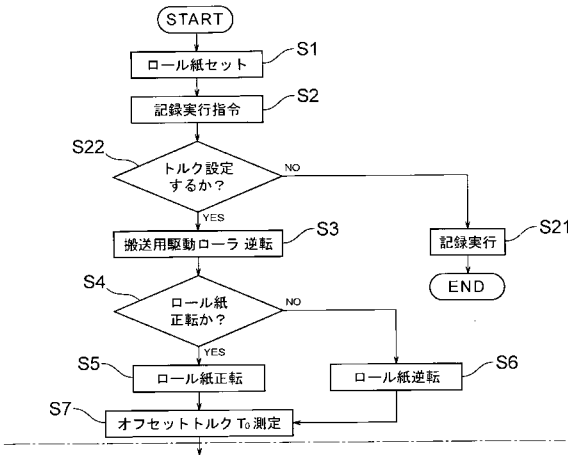 START
ロール紙セット
S1
記録実行指令
S2
S22
トルク設定
するか?
NO
YES
搬送用駆動ローラ 逆転
S3
記録実行
S21
END
S4
ロール紙
正転か?
NO
YES
S5
ロール紙正転
ロール紙逆転
S6
S7
オフセットトルク T₀ 測定